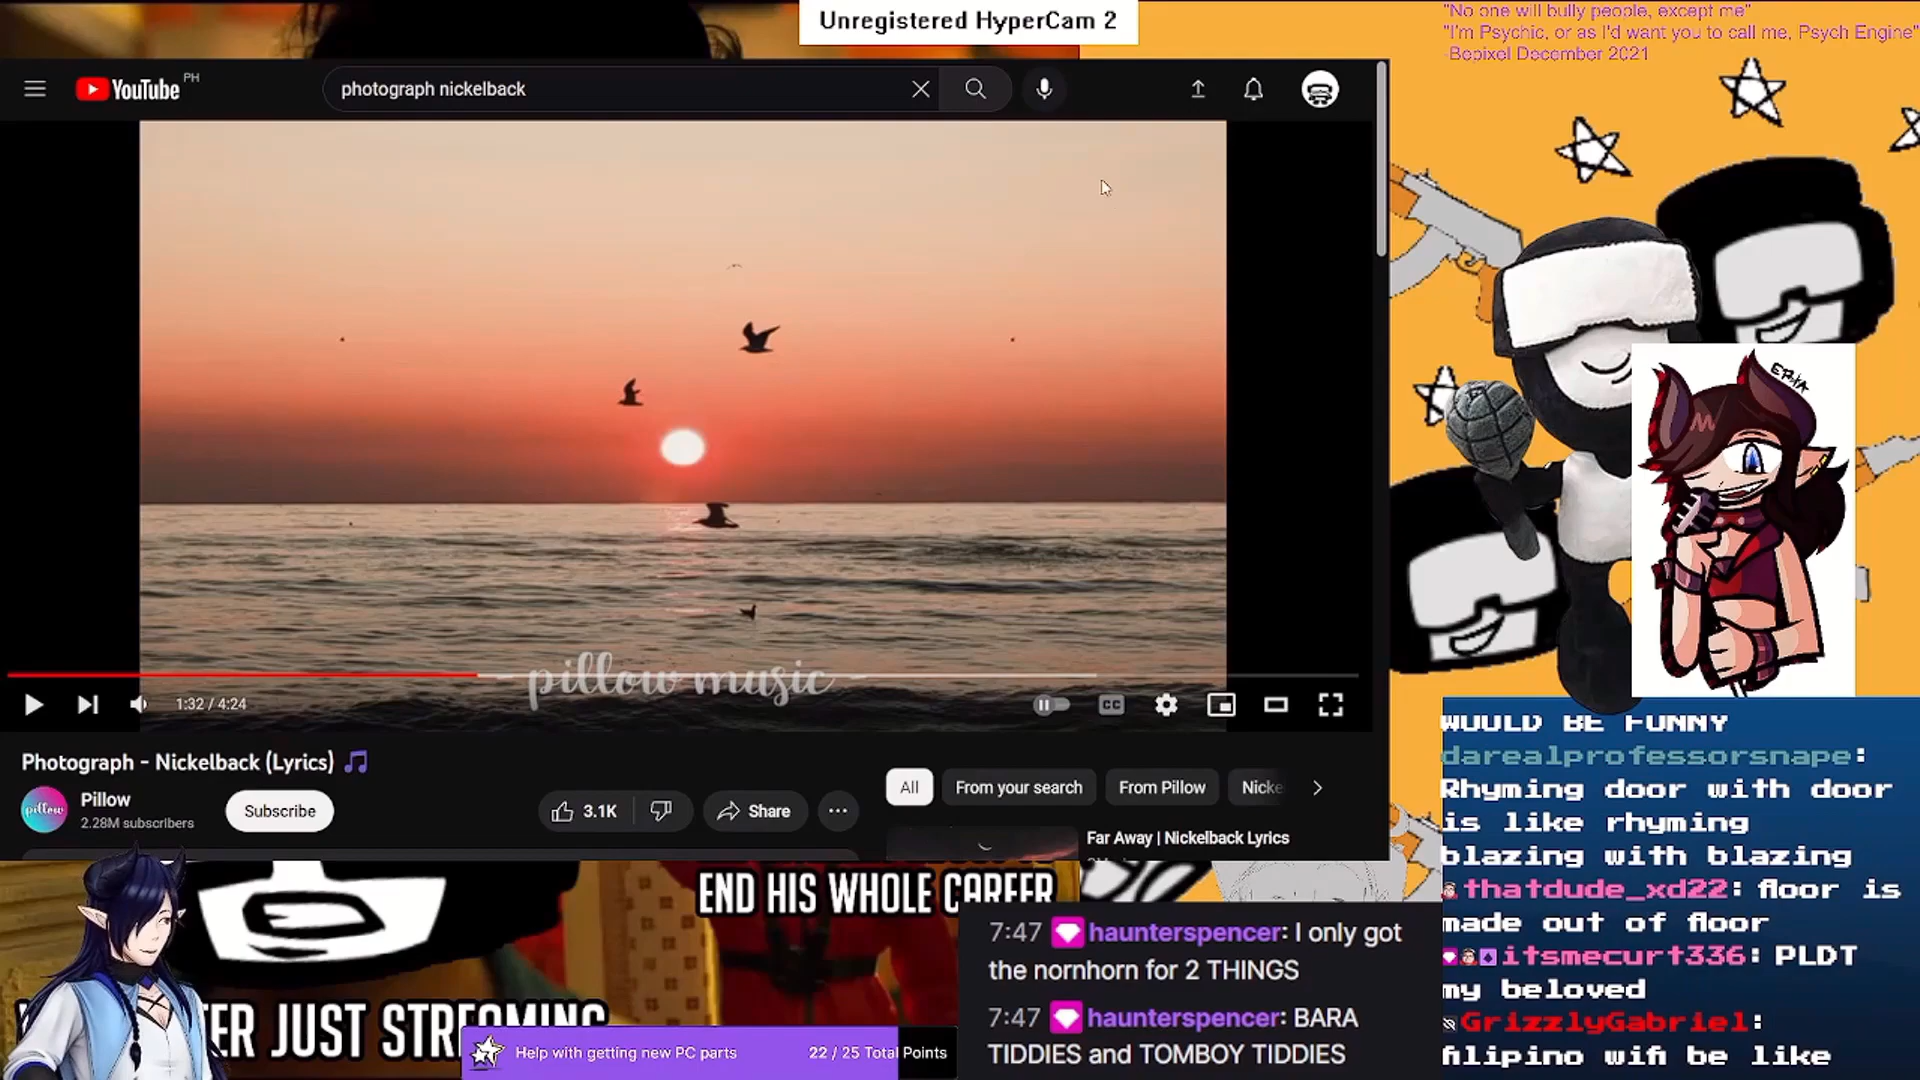 Unregistered HyperCam 2
"No one will bully people, except me"
"I'm Psychic, or as I'd want you to call me, Psych Engine"
-Bepixel December 2021
YouTube PH
photograph nickelback
ERMA
pillow music
1:32 / 4:24
CC
Photograph - Nickelback (Lyrics)
pillow
Pillow
2.28M subscribers
Subscribe
3.1K
Share
All
From your search
From Pillow
Nicke
Far Away | Nickelback Lyrics
WOULD BE FUNNY
darealprofessorsnape:
Rhyming door with door
is like rhyming
blazing with blazing
thatdude_xd22: floor is
made out of floor
itsmecurt336: PLDT
my beloved
GrizzlyGabriel:
filipino wifi be like
END HIS WHOLE CAREER
7:47 haunterspencer: I only got
the nornhorn for 2 THINGS
7:47 haunterspencer: BARA
TIDDIES and TOMBOY TIDDIES
ER JUST STREAMING
Help with getting new PC parts
22 / 25 Total Points